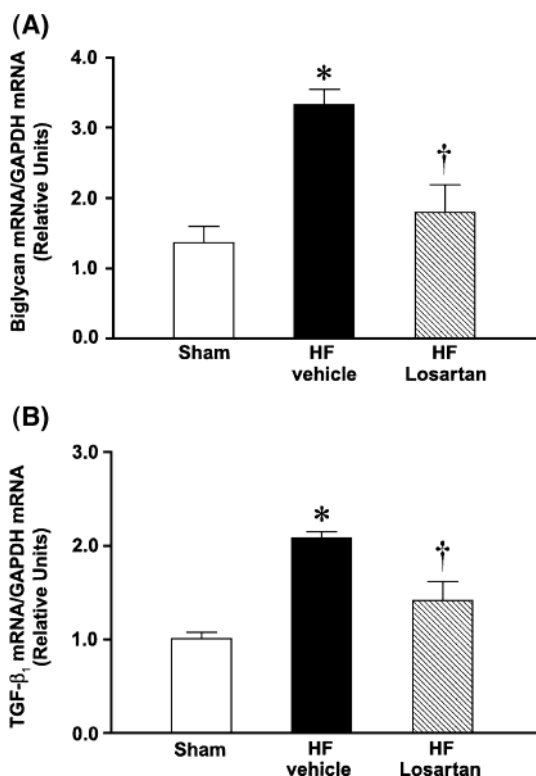 (A)
Biglycan mRNA/GAPDH mRNA
(Relative Units)
4.0
3.0
2.0
1.0
0.0
*
†
Sham
HF
vehicle
HF
Losartan
(B)
TGF-β₁ mRNA/GAPDH mRNA
(Relative Units)
3.0
2.0
1.0
0.0
*
†
Sham
HF
vehicle
HF
Losartan